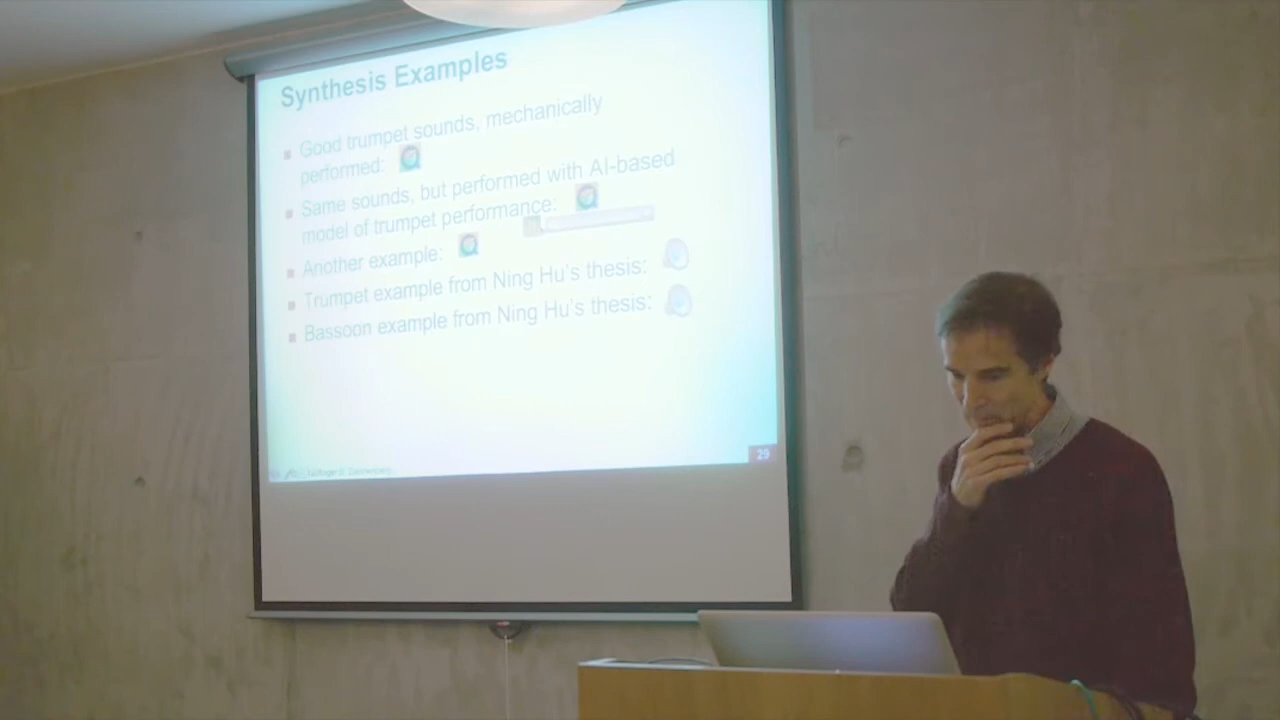 Synthesis Examples
Good trumpet sounds, mechanically
performed:
Same sounds, but performed with AI-based
model of trumpet performance:
Another example:
Trumpet example from Ning Hu's thesis:
Bassoon example from Ning Hu's thesis:
29